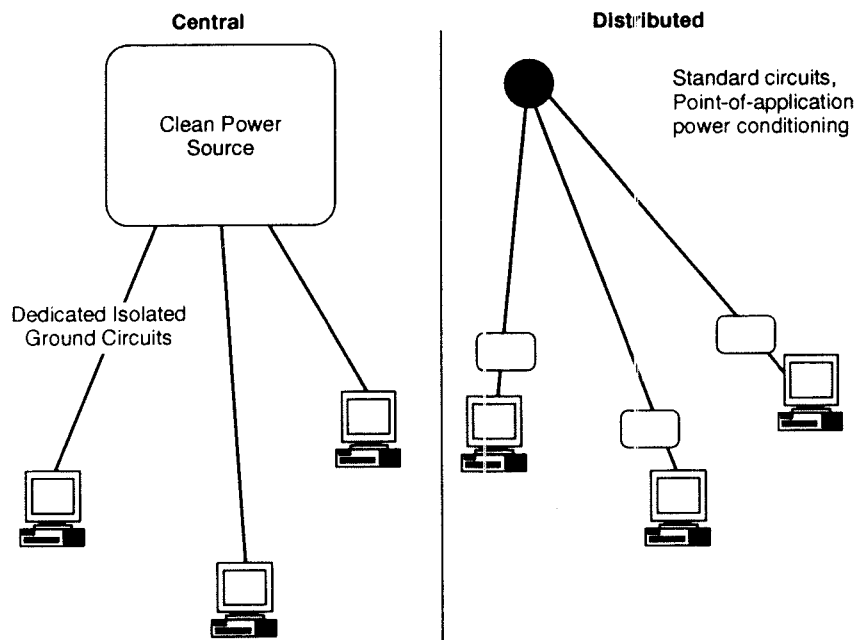 Central
Clean Power
Source
Dedicated Isolated
Ground Circuits
Distributed
Standard circuits,
Point-of-application
power conditioning